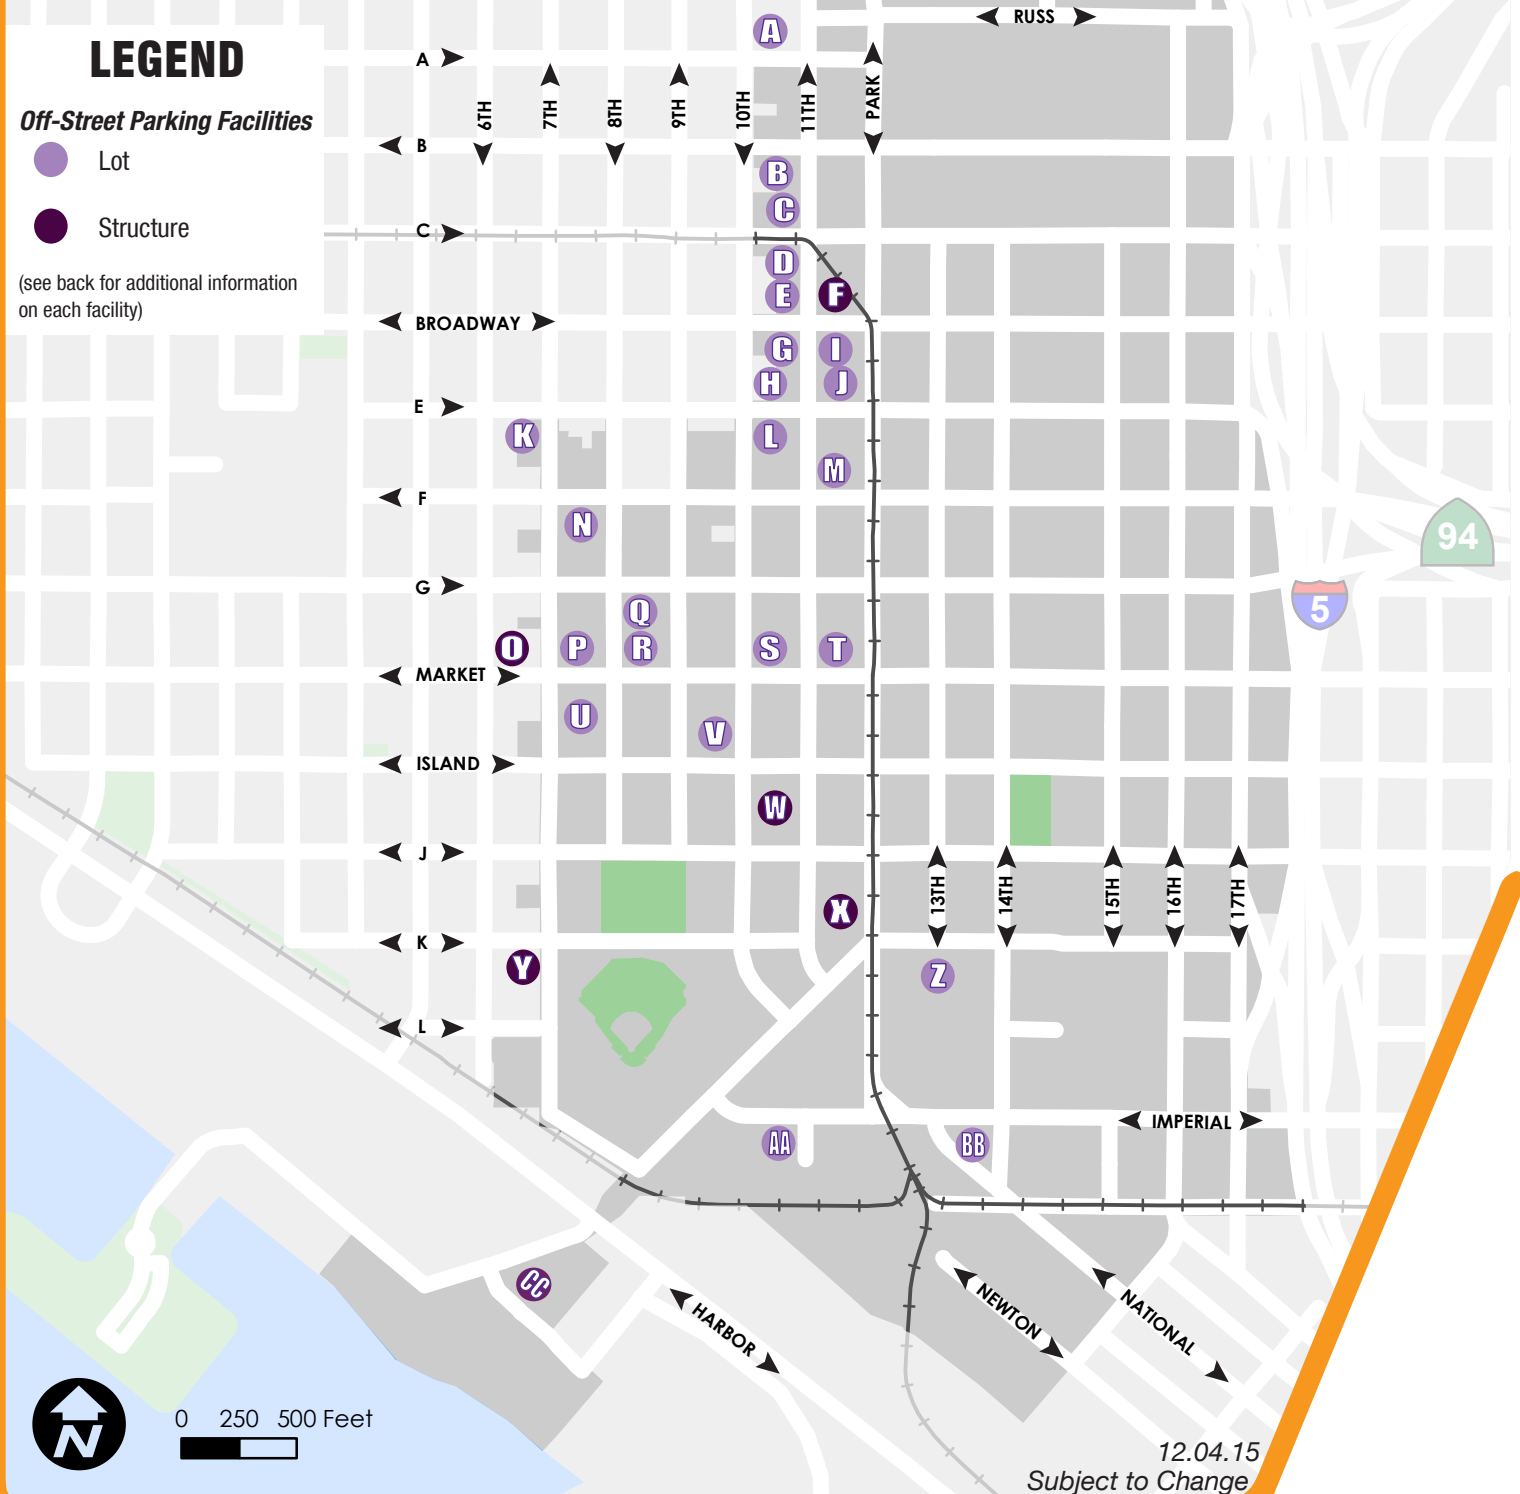 LEGEND
Off-Street Parking Facilities
Lot
Structure
(see back for additional information
on each facility)
RUSS
A
A
6TH
7TH
8TH
9TH
10TH
11TH
PARK
B
B
C
C
D
E
F
BROADWAY
G
I
H
J
E
K
L
M
F
N
94
G
5
Q
O
P
R
S
T
MARKET
U
V
ISLAND
W
J
13TH
14TH
15TH
16TH
17TH
X
K
Y
Z
L
IMPERIAL
AA
BB
CC
HARBOR
NEWTON
NATIONAL
N
0 250 500 Feet
12.04.15
Subject to Change